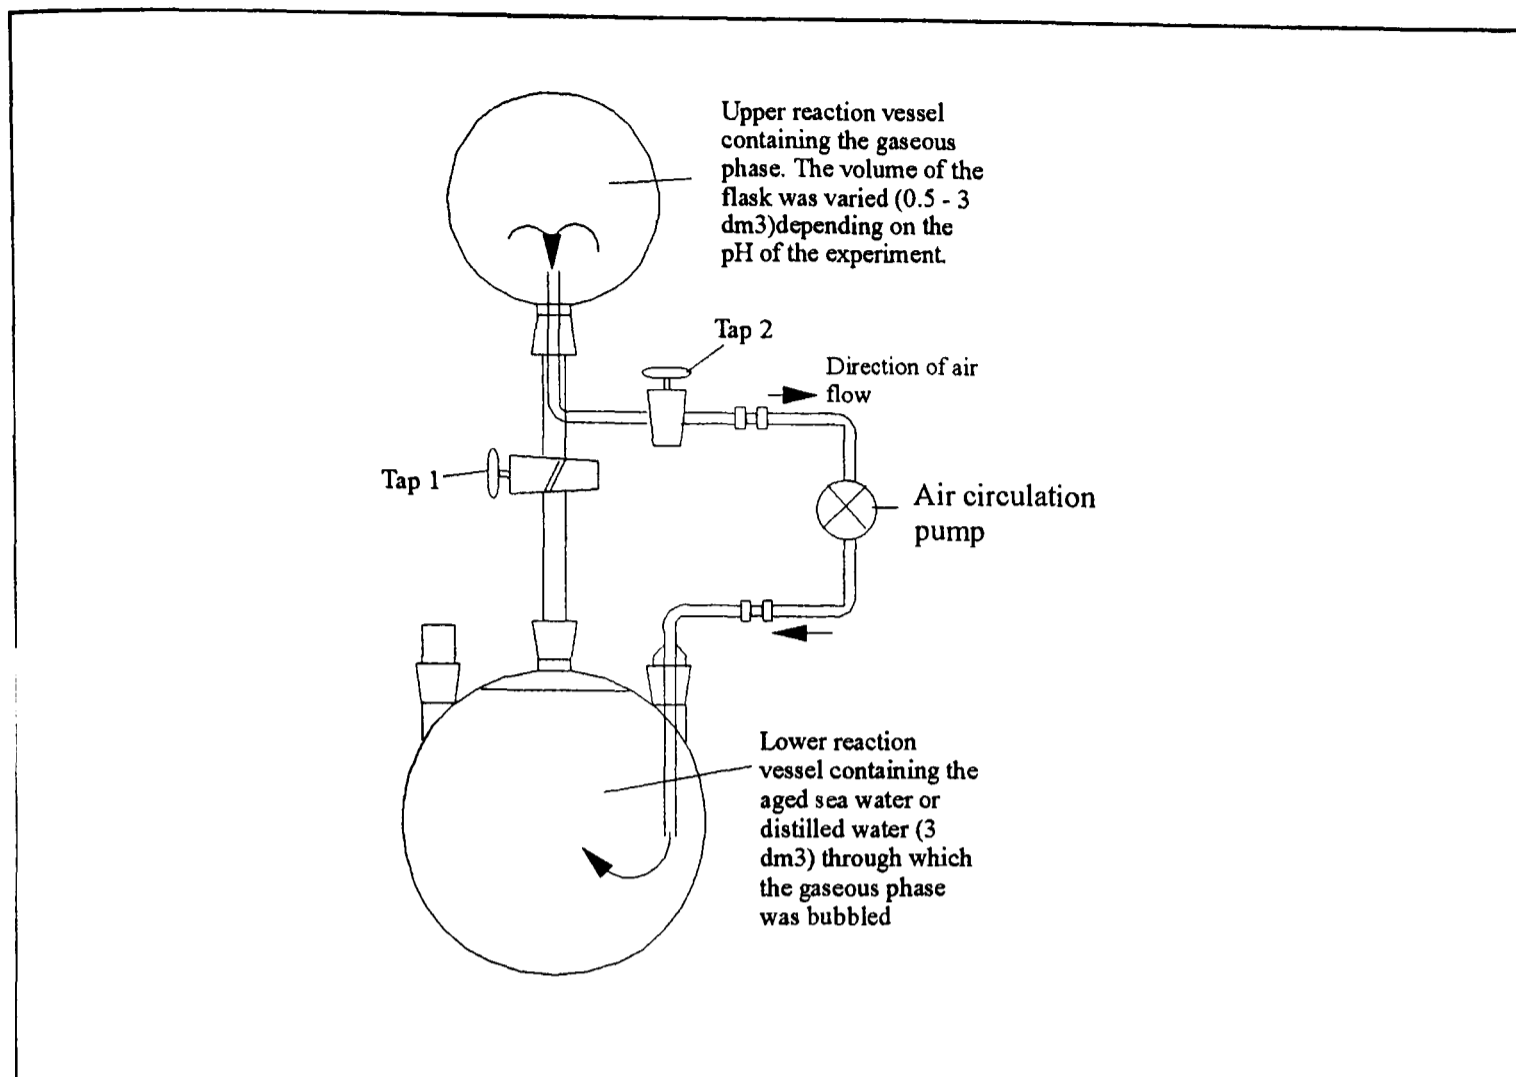 Upper reaction vessel
containing the gaseous
phase. The volume of the
flask was varied (0.5 - 3
dm3)depending on the
pH of the experiment.
Tap 2
Direction of air
flow
Tap 1
Air circulation
pump
Lower reaction
vessel containing the
aged sea water or
distilled water (3
dm3) through which
the gaseous phase
was bubbled